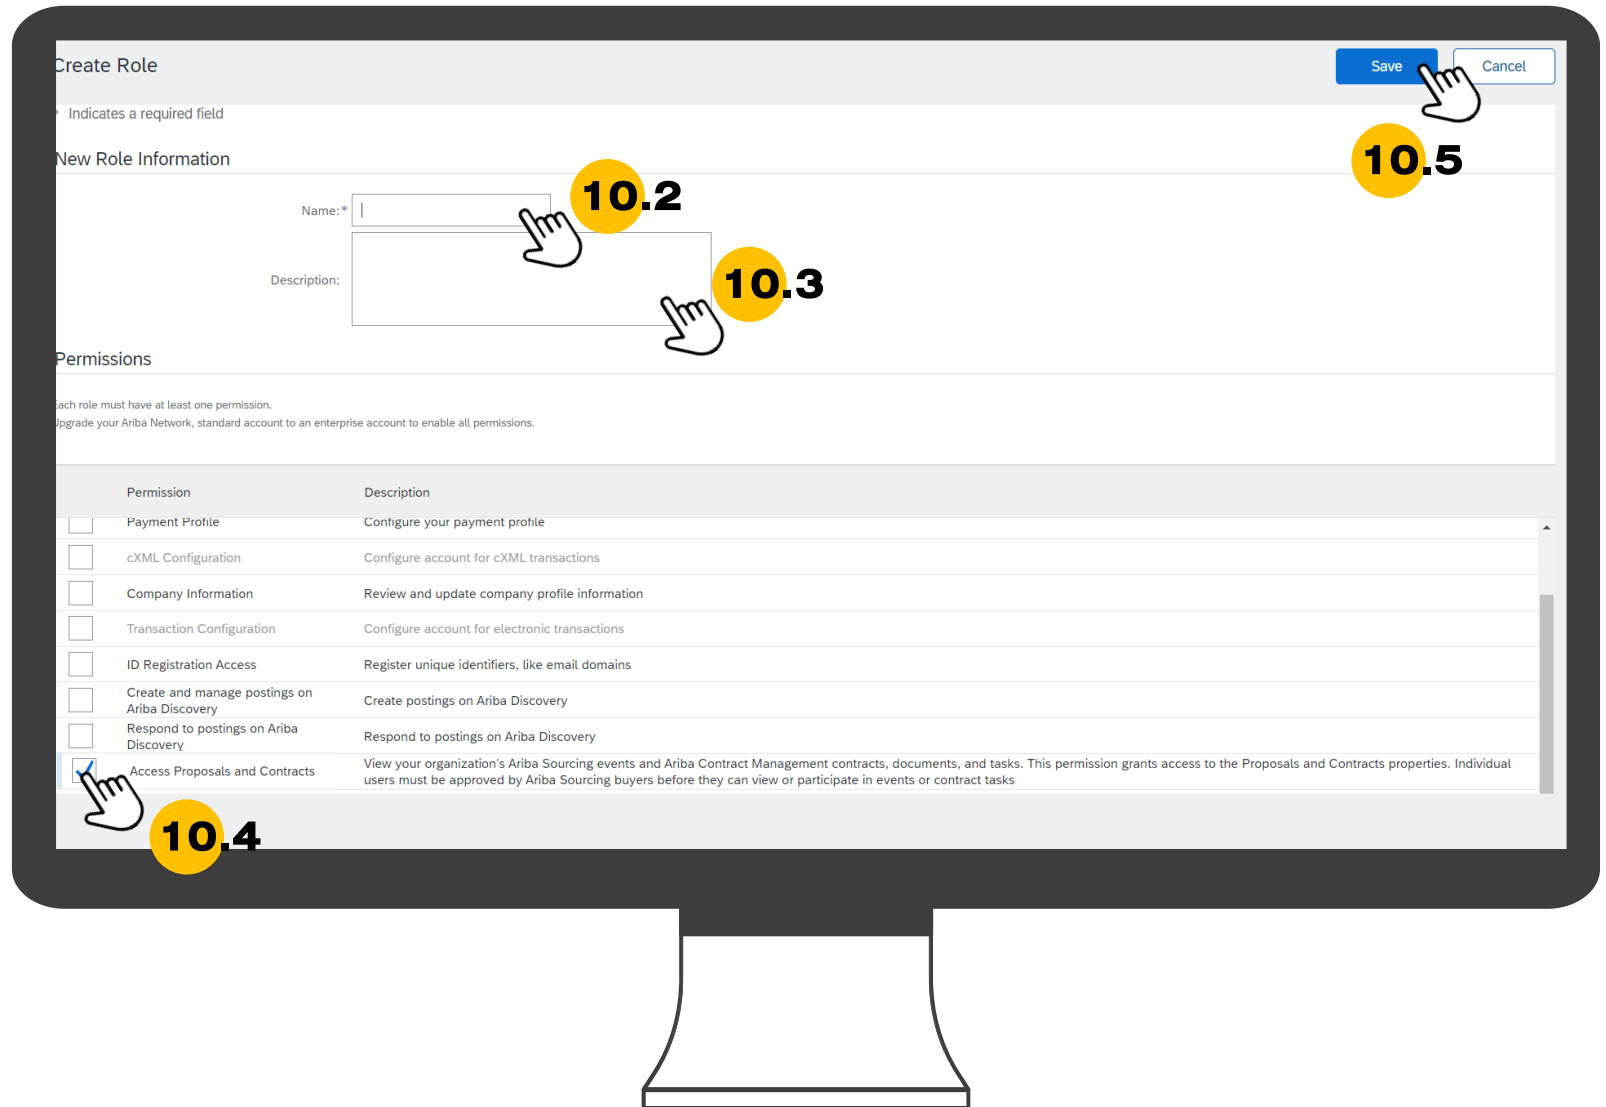 Create Role
Save
Cancel
* Indicates a required field
10.5
New Role Information
10.2
Name:*
10.3
Description:
Permissions
Each role must have at least one permission.
Upgrade your Ariba Network, standard account to an enterprise account to enable all permissions.
Permission Description
Payment Profile Configure your payment profile
cXML Configuration Configure account for cXML transactions
Company Information Review and update company profile information
Transaction Configuration Configure account for electronic transactions
ID Registration Access Register unique identifiers, like email domains
Create and manage postings on
Ariba Discovery
Create postings on Ariba Discovery
Respond to postings on Ariba
Discovery
Respond to postings on Ariba Discovery
Access Proposals and Contracts
View your organization's Ariba Sourcing events and Ariba Contract Management contracts, documents, and tasks. This permission grants access to the Proposals and Contracts properties. Individual
users must be approved by Ariba Sourcing buyers before they can view or participate in events or contract tasks
10.4